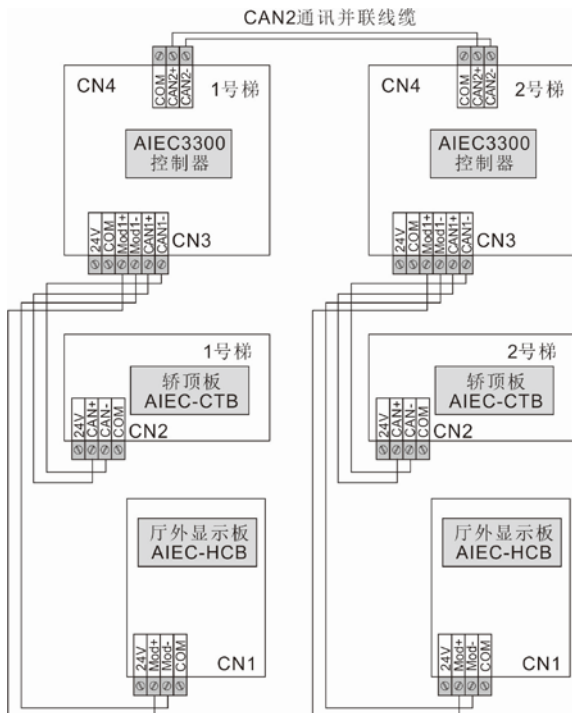 CAN2通讯并联线缆
COM
CAN2+
CAN2-
CN4
1号梯
AIEC3300
控制器
24V
COM
Mod1+
Mod1-
CAN1+
CAN1-
CN3
COM
CAN2+
CAN2-
CN4
2号梯
AIEC3300
控制器
24V
COM
Mod1+
Mod1-
CAN1+
CAN1-
CN3
1号梯
轿顶板
AIEC-CTB
24V
CAN+
CAN-
COM
CN2
2号梯
轿顶板
AIEC-CTB
24V
CAN+
CAN-
COM
CN2
厅外显示板
AIEC-HCB
24V
Mod+
Mod-
COM
CN1
厅外显示板
AIEC-HCB
24V
Mod+
Mod-
COM
CN1